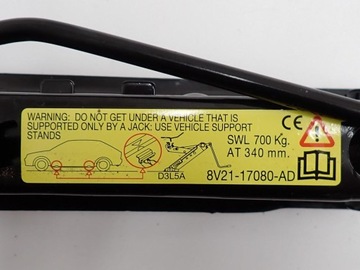 WARNING: DO NOT GET UNDER A VEHICLE THAT IS
SUPPORTED ONLY BY A JACK: USE VEHICLE SUPPORT
STANDS
CE
SWL 700 Kg.
AT 340 mm.
D3L5A
8V21-17080-AD